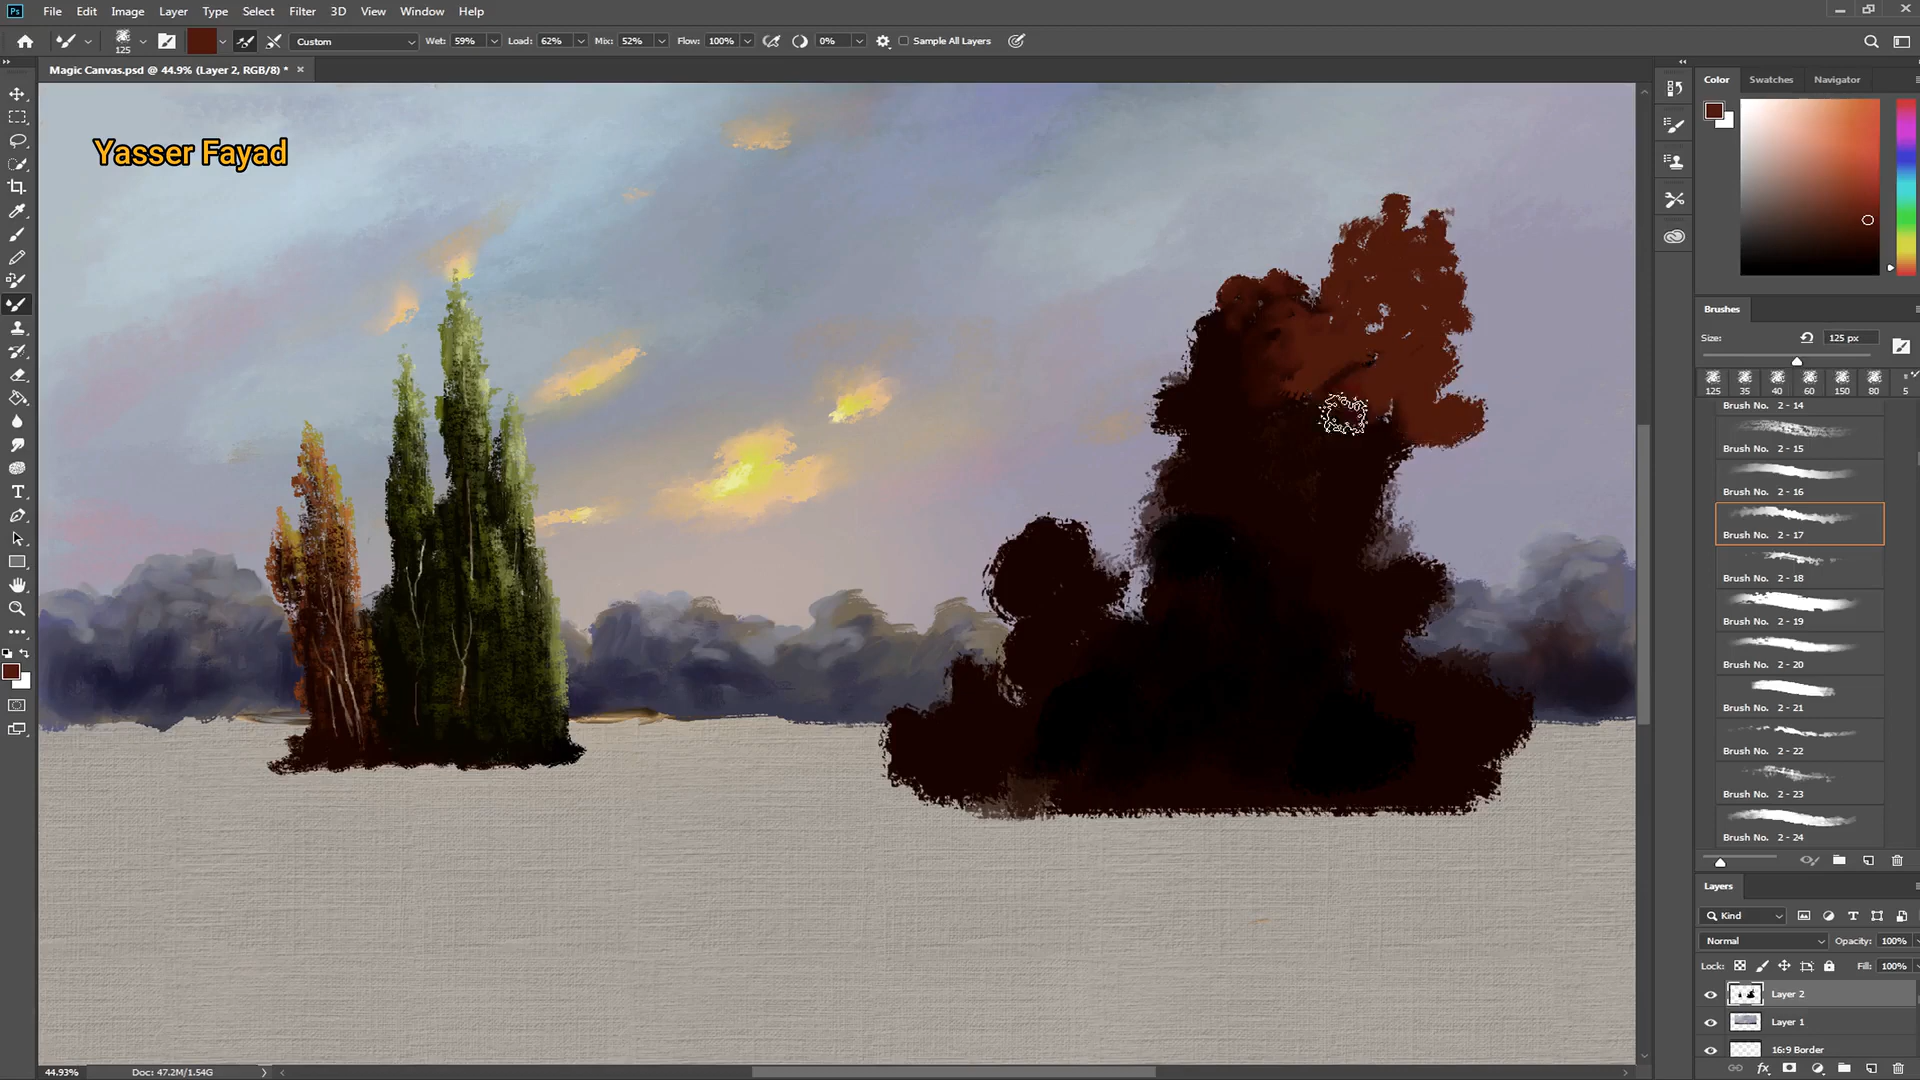 Ps File Edit Image Layer Type Select Filter 3D View Window Help
125 Custom Wet: 59% Load: 62% Mix: 52% Flow: 100% 0% Sample All Layers
Magic Canvas.psd @ 44.9% (Layer 2, RGB/8) *
Yasser Fayad
Color Swatches Navigator
Brushes
Size: 125 px
125 35 40 60 150 80 5
Brush No. 2 - 14
Brush No. 2 - 15
Brush No. 2 - 16
Brush No. 2 - 17
Brush No. 2 - 18
Brush No. 2 - 19
Brush No. 2 - 20
Brush No. 2 - 21
Brush No. 2 - 22
Brush No. 2 - 23
Brush No. 2 - 24
Layers
Kind
Normal Opacity: 100%
Lock: Fill: 100%
Layer 2
Layer 1
16:9 Border
fx
44.93% Doc: 47.2M/1.54G